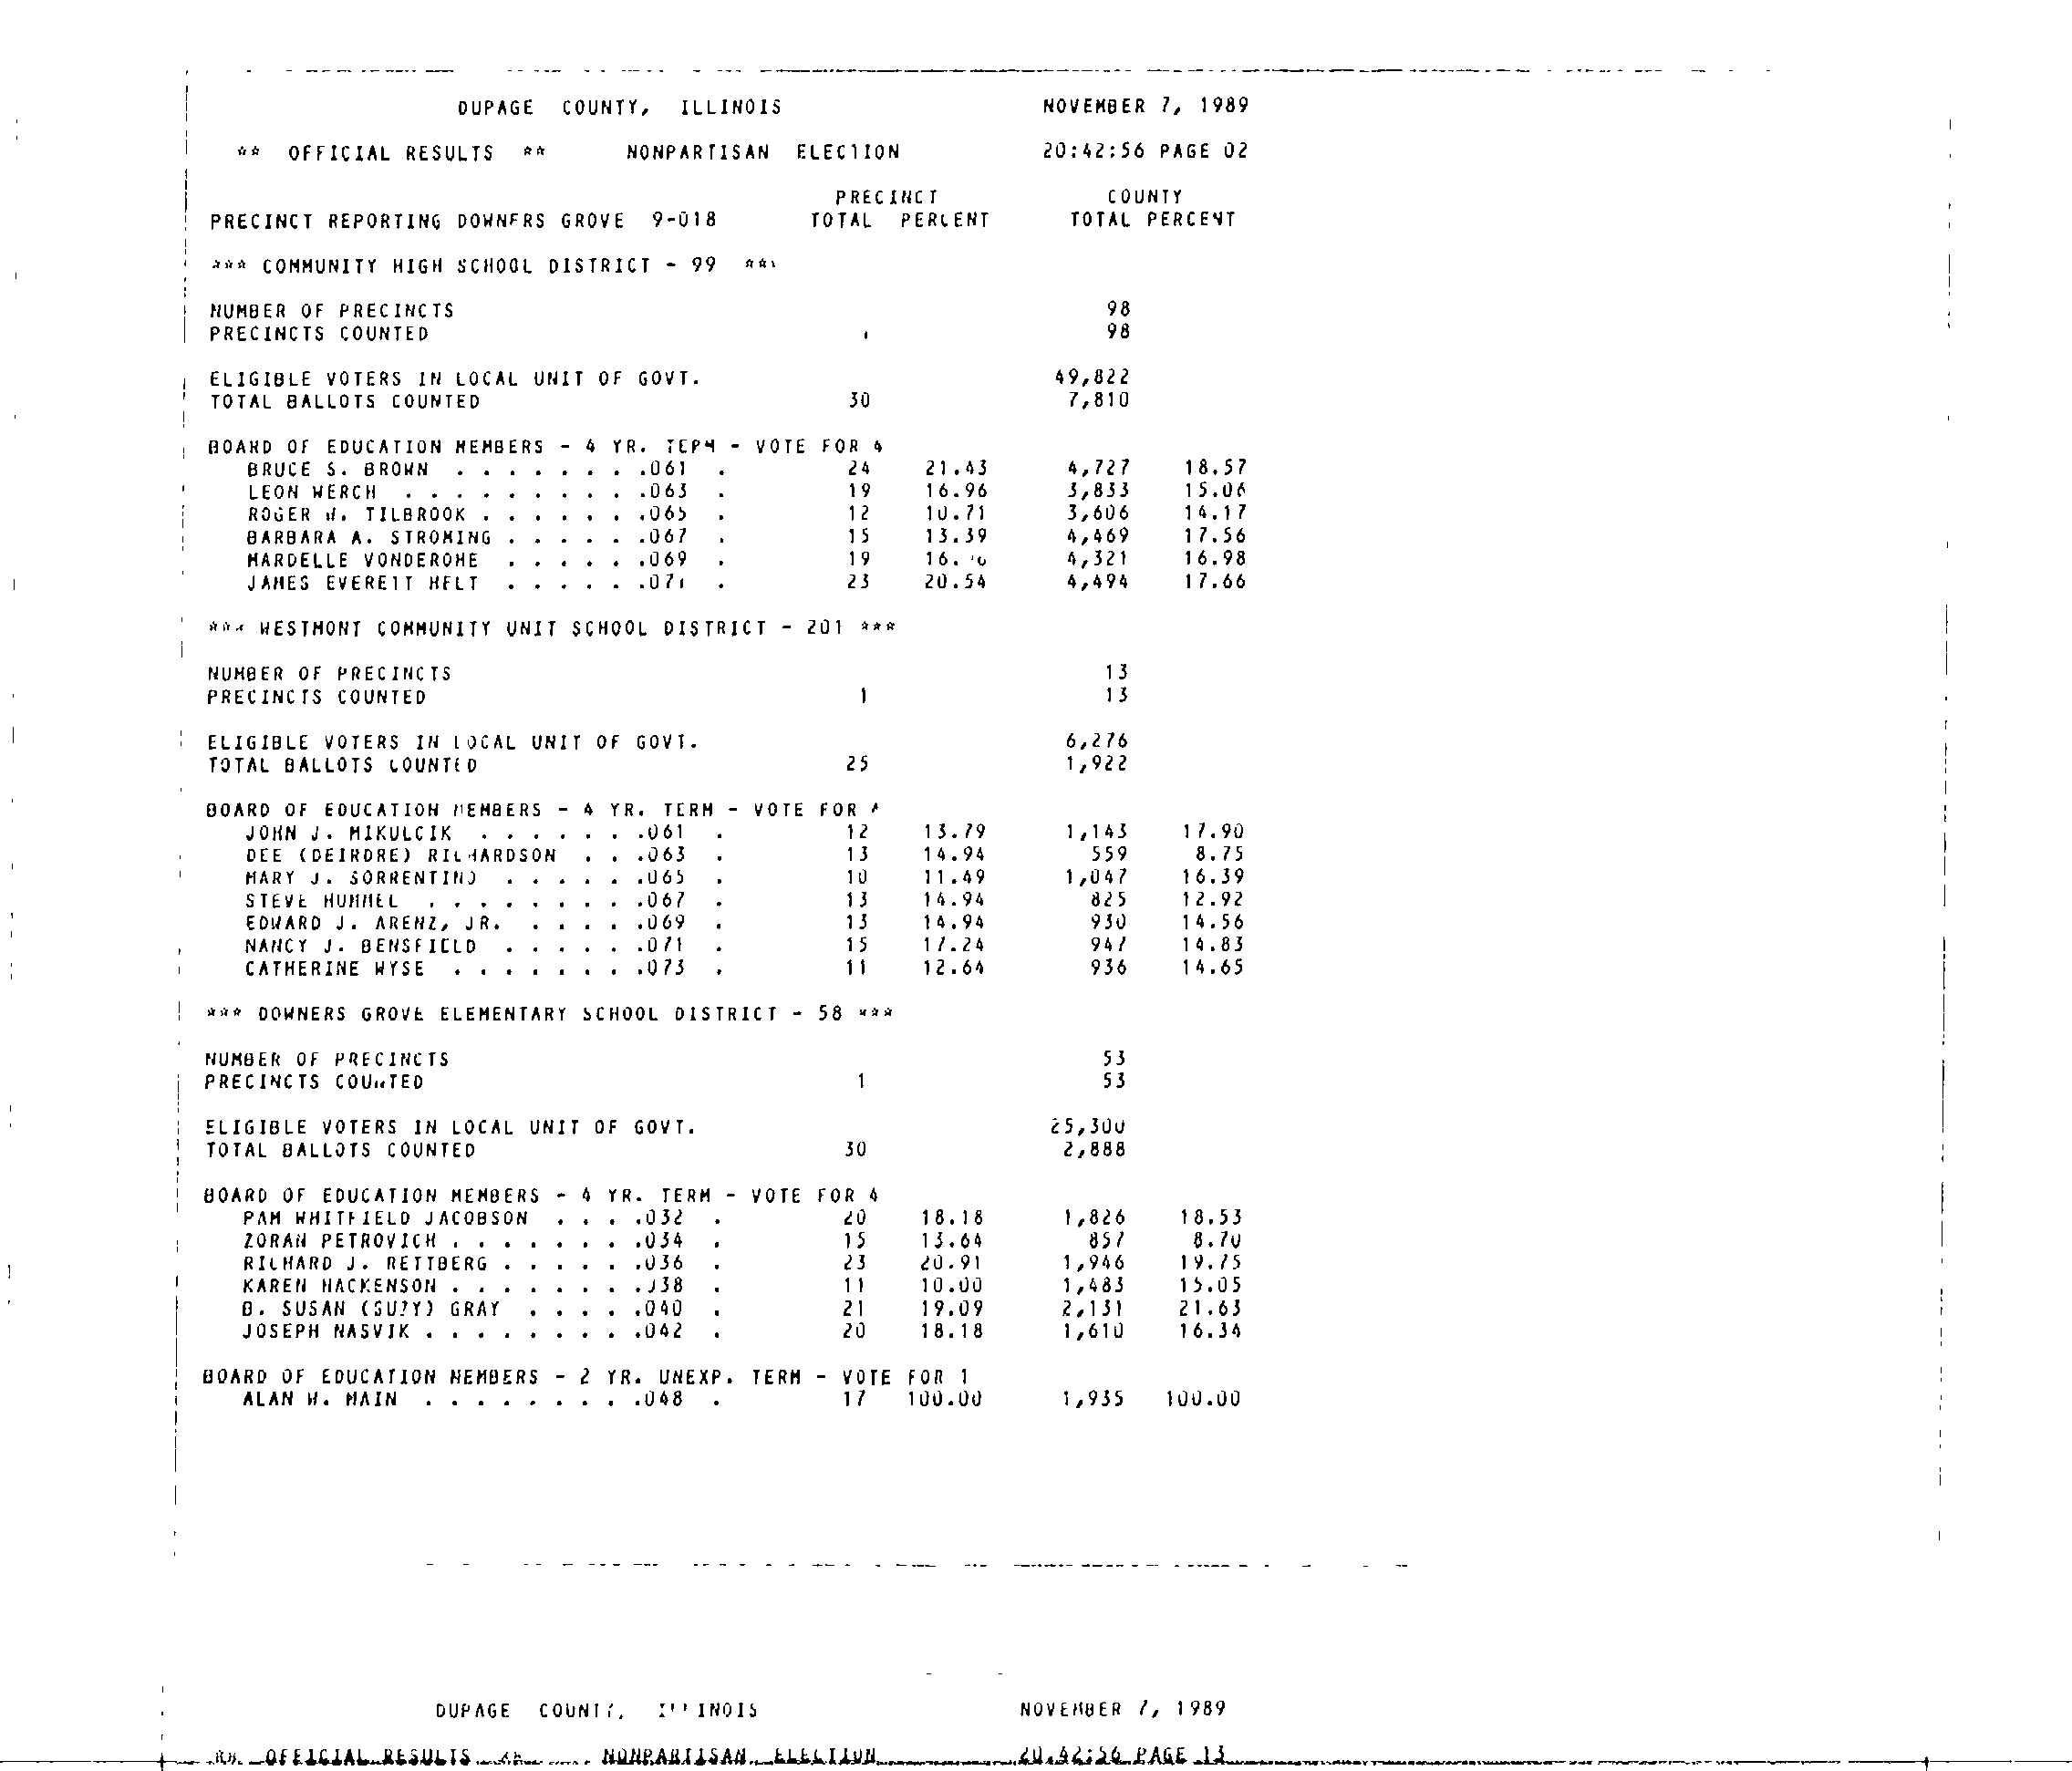 DUPAGE COUNTY, ILLINOIS NOVEMBER 7, 1989
** OFFICIAL RESULTS ** NONPARTISAN ELECTION 20:42:56 PAGE 02
PRECINCT COUNTY
PRECINCT REPORTING DOWNERS GROVE 9-018 TOTAL PERCENT TOTAL PERCENT
*** COMMUNITY HIGH SCHOOL DISTRICT - 99 ***
NUMBER OF PRECINCTS 98
PRECINCTS COUNTED 98
ELIGIBLE VOTERS IN LOCAL UNIT OF GOVT. 49,822
TOTAL BALLOTS COUNTED 30 7,810
BOARD OF EDUCATION MEMBERS - 4 YR. TERM - VOTE FOR 4
BRUCE S. BROWN . . . . . . . .061 . 24 21.43 4,727 18.57
LEON WERCH . . . . . . . . . .063 . 19 16.96 3,833 15.06
ROGER W. TILBROOK . . . . . . .065 . 12 10.71 3,606 14.17
BARBARA A. STROMING . . . . . .067 . 15 13.39 4,469 17.56
MARDELLE VONDEROHE . . . . . .069 . 19 4,321 16.98
JAMES EVERETT HELT . . . . . .071 . 23 20.54 4,494 17.66
*** WESTMONT COMMUNITY UNIT SCHOOL DISTRICT - 201 ***
NUMBER OF PRECINCTS 13
PRECINCTS COUNTED 1 13
ELIGIBLE VOTERS IN LOCAL UNIT OF GOVT. 6,276
TOTAL BALLOTS COUNTED 25 1,922
BOARD OF EDUCATION MEMBERS - 4 YR. TERM - VOTE FOR 4
JOHN J. MIKULCIK . . . . . . .061 . 12 13.79 1,143 17.90
DEE (DEIRDRE) RICHARDSON . . .063 . 13 14.94 559 8.75
MARY J. SORRENTINO . . . . . .065 . 10 11.49 1,047 16.39
STEVE HUMMEL . . . . . . . . .067 . 13 14.94 825 12.92
EDWARD J. ARENZ, JR. . . . . .069 . 13 14.94 930 14.56
NANCY J. BENSFIELD . . . . . .071 . 15 17.24 947 14.83
CATHERINE WYSE . . . . . . . .073 . 11 12.64 936 14.65
*** DOWNERS GROVE ELEMENTARY SCHOOL DISTRICT - 58 ***
NUMBER OF PRECINCTS 53
PRECINCTS COUNTED 1 53
ELIGIBLE VOTERS IN LOCAL UNIT OF GOVT. 25,300
TOTAL BALLOTS COUNTED 30 2,888
BOARD OF EDUCATION MEMBERS - 4 YR. TERM - VOTE FOR 4
PAM WHITFIELD JACOBSON . . . .032 . 20 18.18 1,826 18.53
ZORAN PETROVICH . . . . . . . .034 . 15 13.64 857 8.70
RICHARD J. RETTBERG . . . . . .036 . 23 20.91 1,946 19.75
KAREN HACKENSON . . . . . . . .038 . 11 10.00 1,483 15.05
B. SUSAN (SUZY) GRAY . . . . .040 . 21 19.09 2,131 21.63
JOSEPH NASVIK . . . . . . . . .042 . 20 18.18 1,610 16.34
BOARD OF EDUCATION MEMBERS - 2 YR. UNEXP. TERM - VOTE FOR 1
ALAN W. MAIN . . . . . . . . .048 . 17 100.00 1,935 100.00
DUPAGE COUNTY, ILLINOIS NOVEMBER 7, 1989
** OFFICIAL RESULTS ** NONPARTISAN ELECTION 20:42:56 PAGE 13